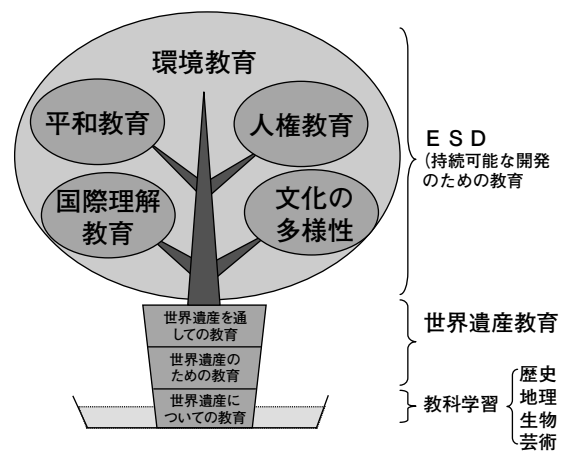 環境教育
平和教育
人権教育
国際理解
教育
文化の
多様性
ESD
(持続可能な開発
のための教育
世界遺産を通
しての教育
世界遺産の
ための教育
世界遺産に
ついての教育
世界遺産教育
教科学習
歴史
地理
生物
芸術